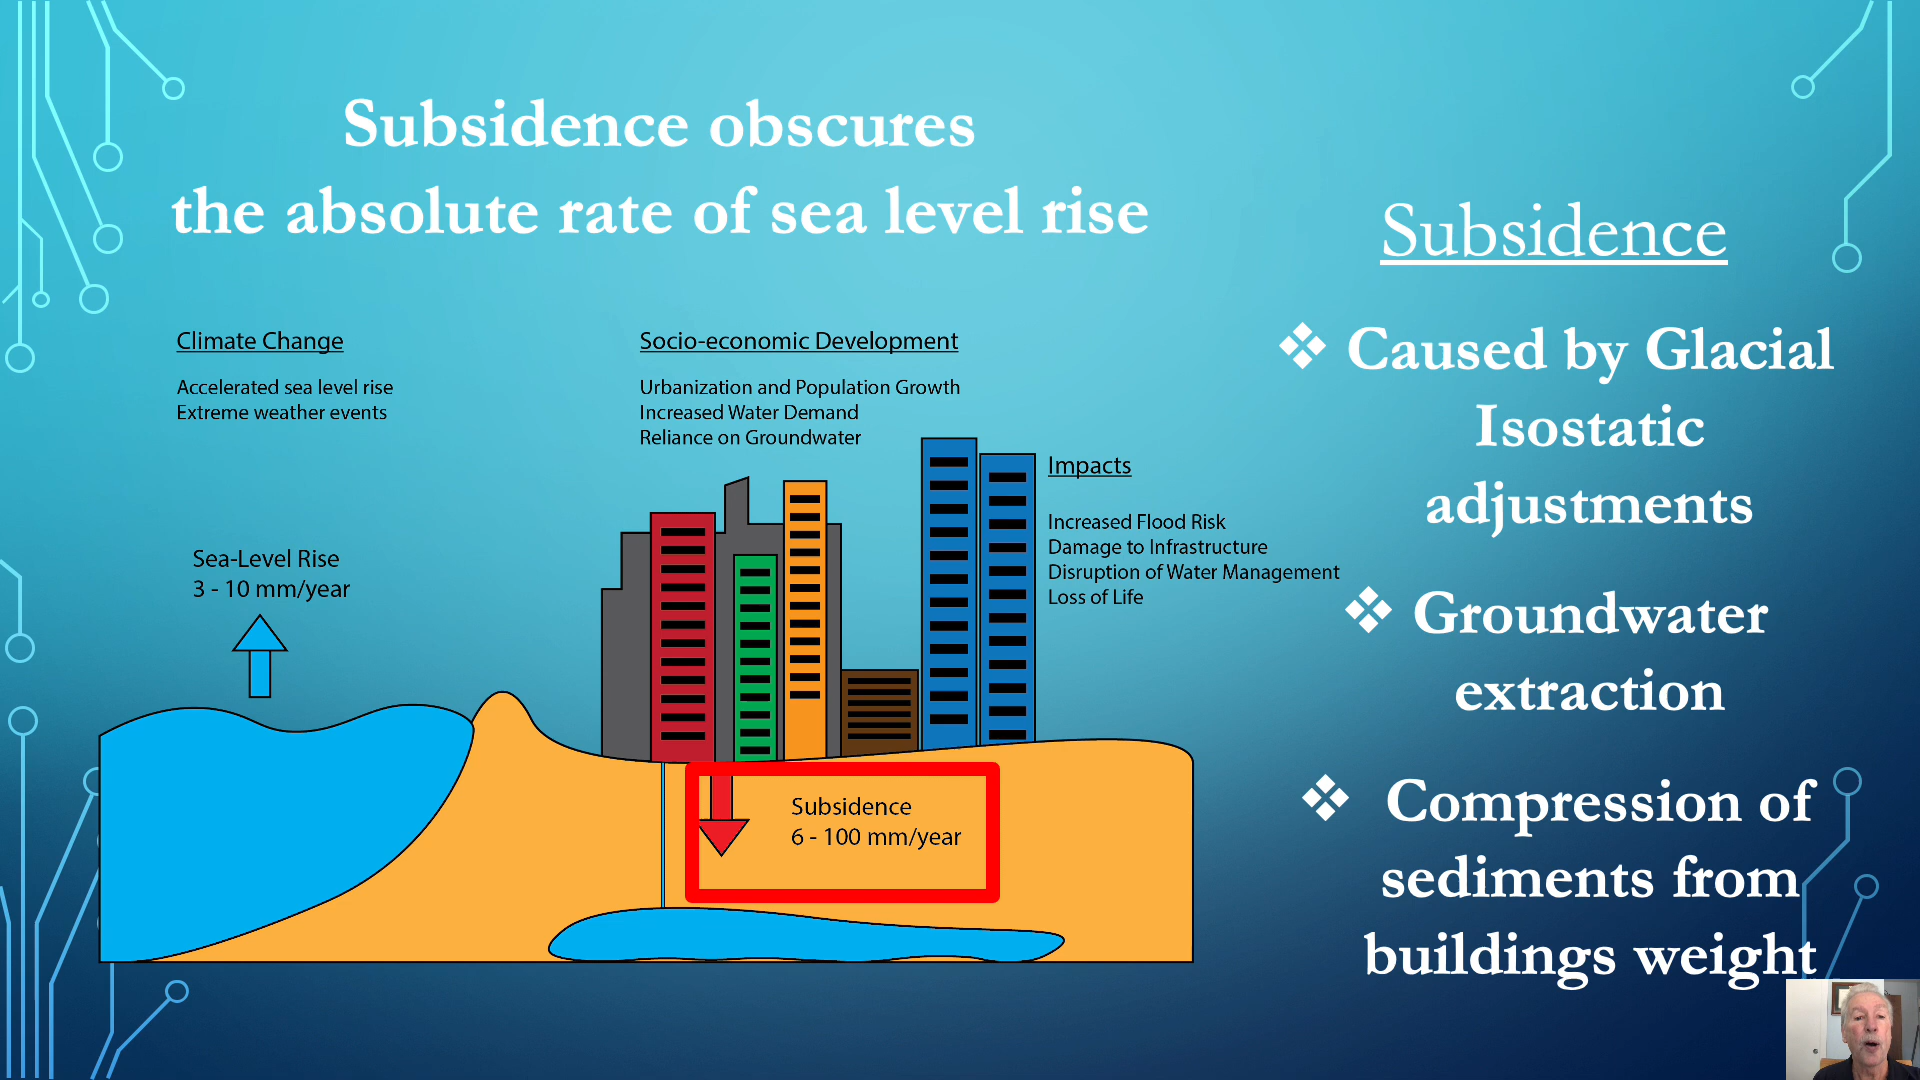 Subsidence obscures
the absolute rate of sea level rise
Climate Change
Accelerated sea level rise
Extreme weather events
Socio-economic Development
Urbanization and Population Growth
Increased Water Demand
Reliance on Groundwater
Impacts
Increased Flood Risk
Damage to Infrastructure
Disruption of Water Management
Loss of Life
Sea-Level Rise
3 - 10 mm/year
Subsidence
6 - 100 mm/year
Subsidence
❖ Caused by Glacial
Isostatic
adjustments
❖ Groundwater
extraction
❖ Compression of
sediments from
buildings weight